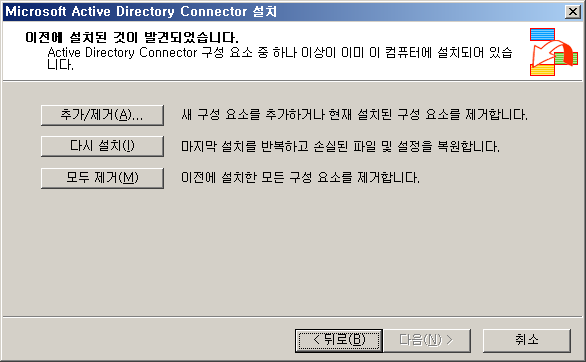 Microsoft Active Directory Connector 설치
이전에 설치된 것이 발견되었습니다.
Active Directory Connector 구성 요소 중 하나 이상이 이미 이 컴퓨터에 설치되어 있습
니다.
추가/제거(A)... 새 구성 요소를 추가하거나 현재 설치된 구성 요소를 제거합니다.
다시 설치(I) 마지막 설치를 반복하고 손실된 파일 및 설정을 복원합니다.
모두 제거(M) 이전에 설치한 모든 구성 요소를 제거합니다.
< 뒤로(B) 다음(N) > 취소